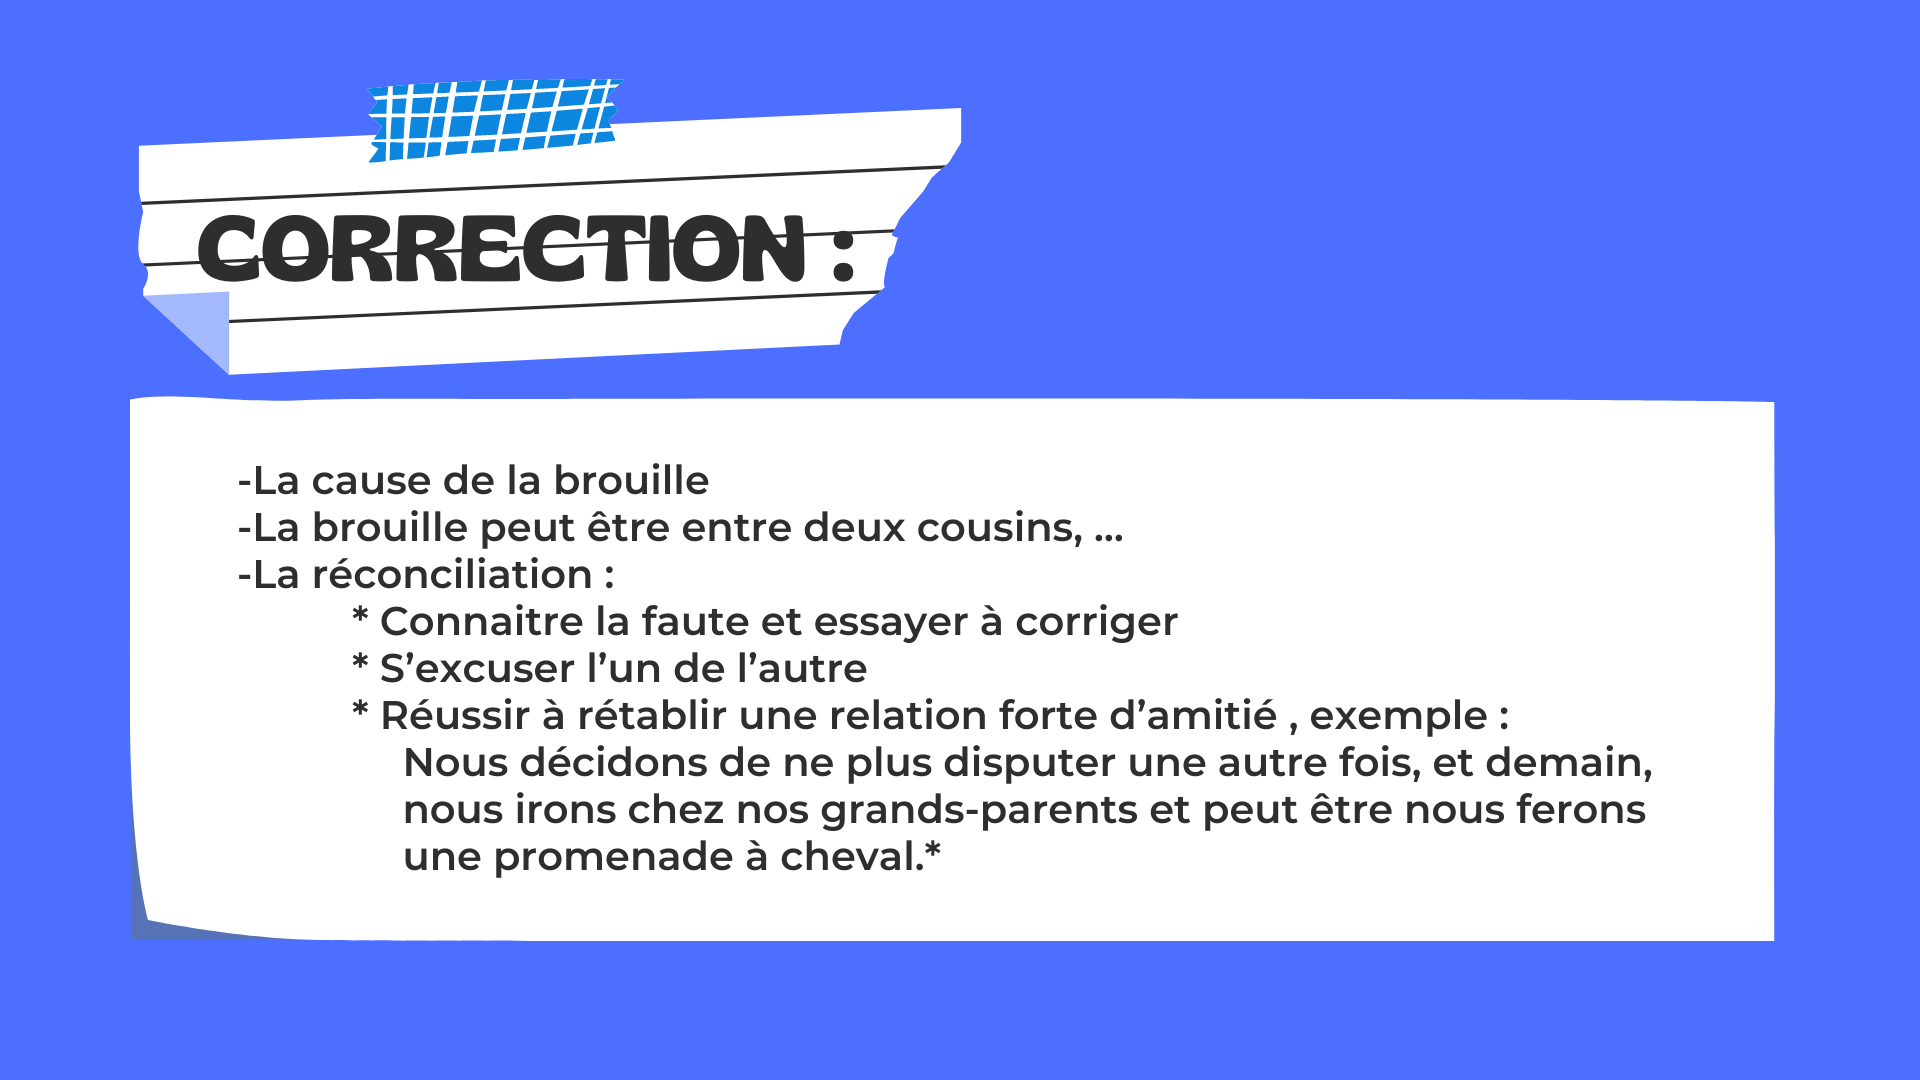 CORRECTION :
-La cause de la brouille
-La brouille peut être entre deux cousins, ...
-La réconciliation :
* Connaitre la faute et essayer à corriger
* S’excuser l’un de l’autre
* Réussir à rétablir une relation forte d’amitié , exemple :
Nous décidons de ne plus disputer une autre fois, et demain,
nous irons chez nos grands-parents et peut être nous ferons
une promenade à cheval.*